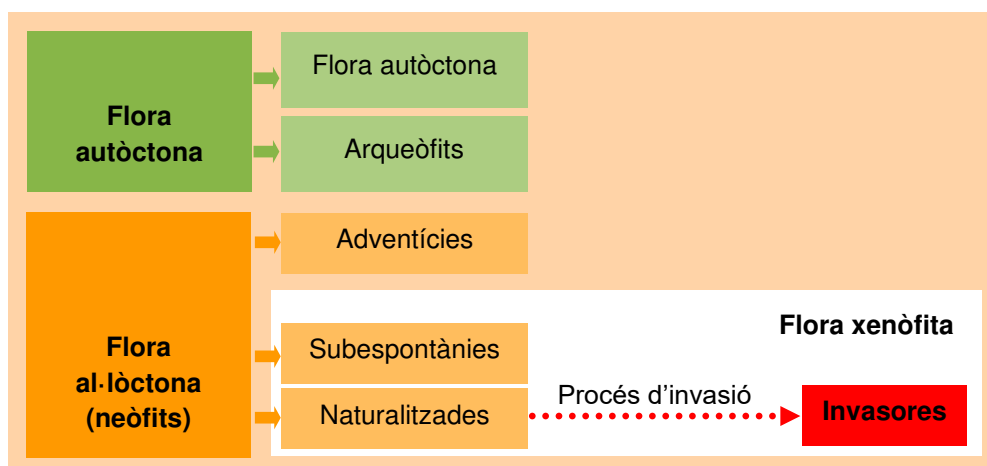 Flora
autòctona
Flora autòctona
Arqueòfits
Flora
al·lòctona
(neòfits)
Adventícies
Flora xenòfita
Subespontànies
Naturalitzades
Procés d’invasió
Invasores